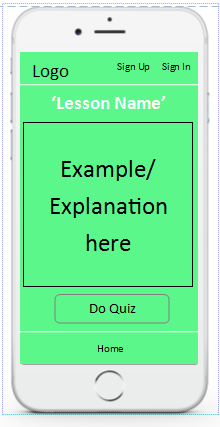 Logo Sign Up Sign In
‘Lesson Name’
Example/
Explanation
here
Do Quiz
Home